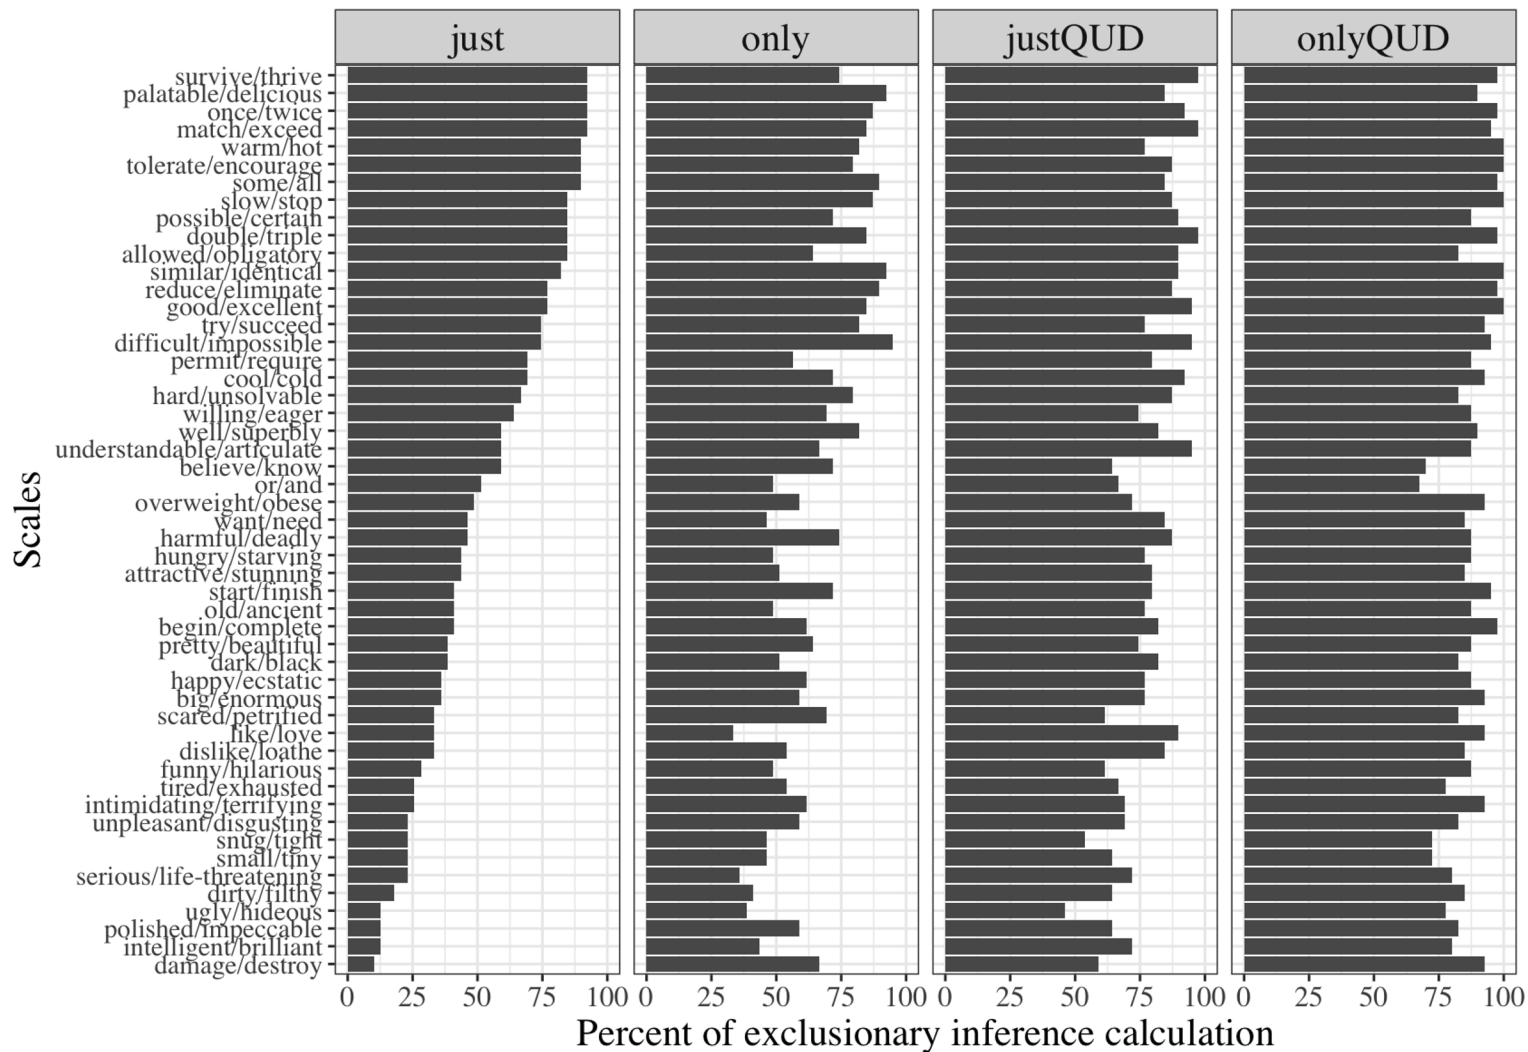 just only justQUD onlyQUD
survive/thrive
palatable/delicious
once/twice
match/exceed
warm/hot
tolerate/encourage
some/all
slow/stop
possible/certain
double/triple
allowed/obligatory
similar/identical
reduce/eliminate
good/excellent
try/succeed
difficult/impossible
permit/require
cool/cold
hard/unsolvable
willing/eager
well/superbly
understandable/articulate
believe/know
or/and
overweight/obese
want/need
harmful/deadly
hungry/starving
attractive/stunning
start/finish
old/ancient
begin/complete
pretty/beautiful
dark/black
happy/ecstatic
big/enormous
scared/petrified
like/love
dislike/loathe
funny/hilarious
tired/exhausted
intimidating/terrifying
unpleasant/disgusting
snug/tight
small/tiny
serious/life-threatening
dirty/filthy
ugly/hideous
polished/impeccable
intelligent/brilliant
damage/destroy
Scales
0 25 50 75 100 0 25 50 75 100 0 25 50 75 100 0 25 50 75 100
Percent of exclusionary inference calculation